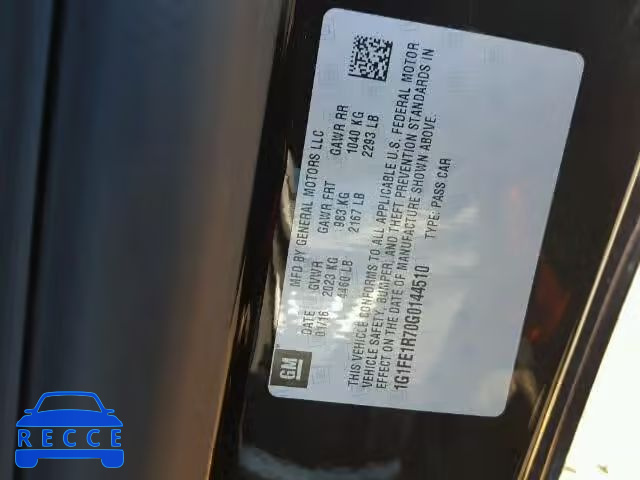 MFD BY GENERAL MOTORS LLC
DATE GVWR GAWR FRT GAWR RR
01/16 2023 KG 983 KG 1040 KG
4460 LB 2167 LB 2293 LB
THIS VEHICLE CONFORMS TO ALL APPLICABLE U.S. FEDERAL MOTOR
VEHICLE SAFETY, BUMPER, AND THEFT PREVENTION STANDARDS IN
EFFECT ON THE DATE OF MANUFACTURE SHOWN ABOVE.
1G1FE1R70G0144510 TYPE: PASS CAR
GM
RECCE